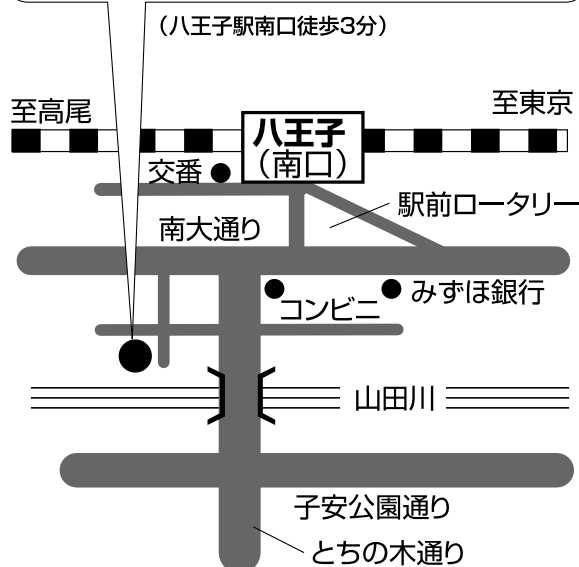 (八王子駅南口徒歩3分)
至高尾
至東京
八王子
(南口)
交番
駅前ロータリー
南大通り
コンビニ
みずほ銀行
山田川
子安公園通り
とちの木通り